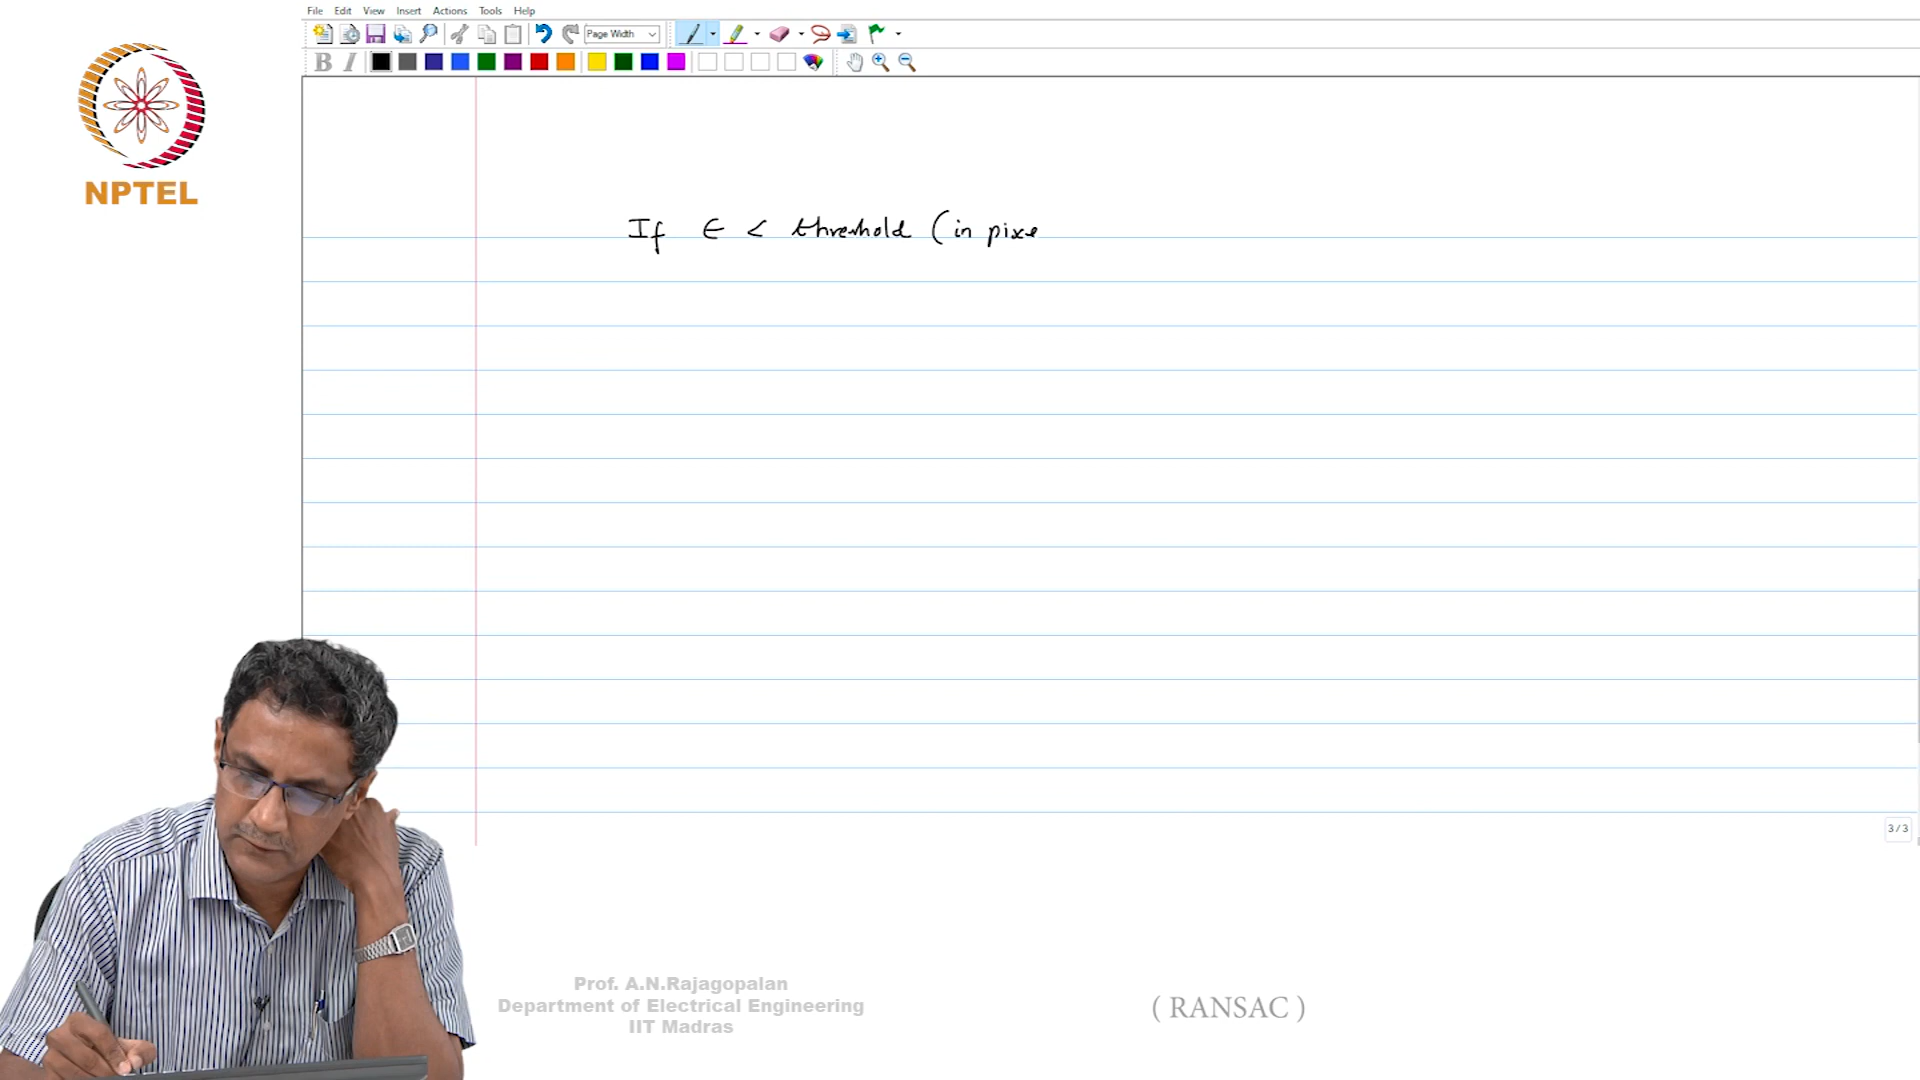 File Edit View Insert Actions Tools Help
Page Width
B I
NPTEL
If ∈ < threshold (in pixe
3/3
Prof. A.N.Rajagopalan
Department of Electrical Engineering
IIT Madras
( RANSAC )